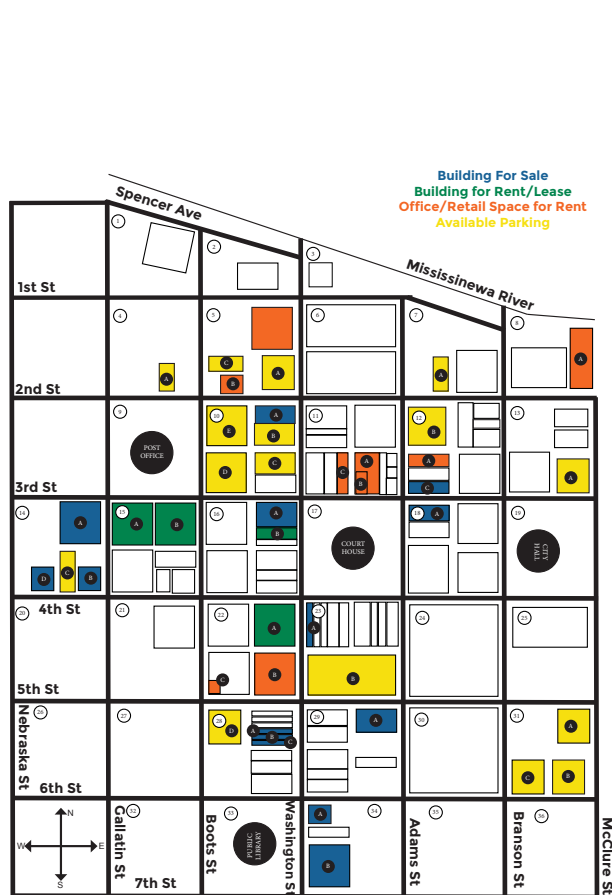 Building For Sale
Building for Rent/Lease
Office/Retail Space for Rent
Available Parking
Spencer Ave
Mississinewa River
1
2
3
1st St
4
5
6
7
8
A
C
B
A
A
A
2nd St
9
POST
OFFICE
10
E
A
B
D
C
11
C
A
B
12
B
A
C
13
A
3rd St
14
A
D
C
B
15
A
B
16
A
B
17
COURT
HOUSE
18
A
19
CITY
HALL
4th St
20
21
22
A
C
B
23
A
B
24
25
5th St
26
27
28
D
A
B
C
29
A
30
31
A
C
B
6th St
Nebraska St
N
W
E
S
32
Gallatin St
7th St
33
Boots St
PUBLIC
LIBRARY
Washington St
A
B
34
35
Adams St
36
Branson St
McClure St